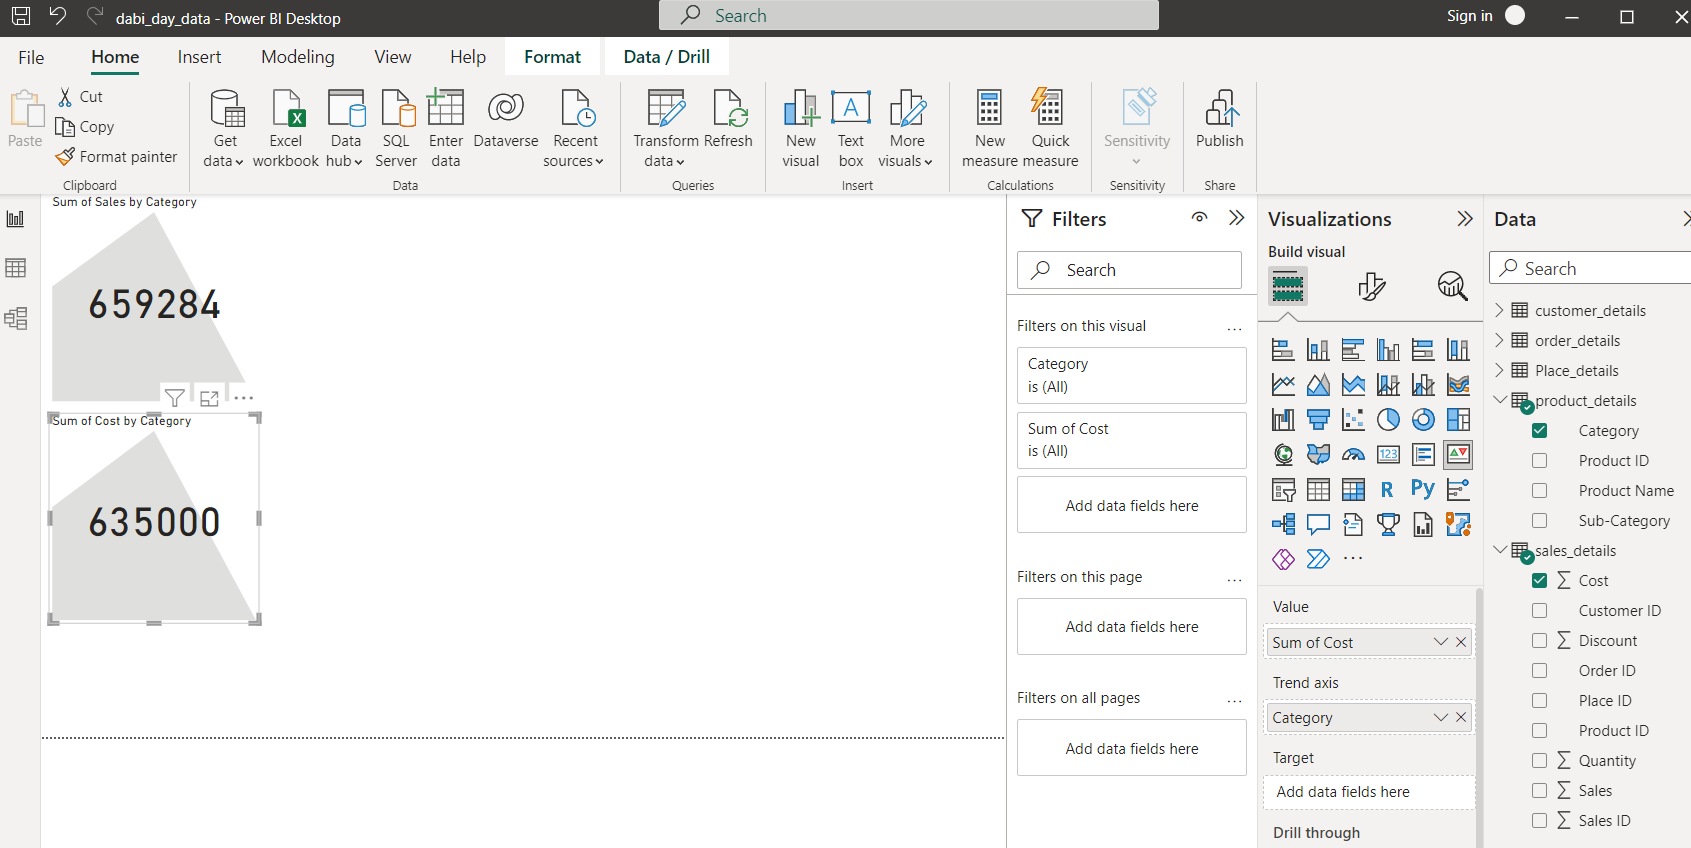 dabi_day_data - Power BI Desktop
Search
Sign in
File
Home
Insert
Modeling
View
Help
Format
Data / Drill
Paste
Cut
Copy
Format painter
Clipboard
Get data
Excel workbook
Data hub
SQL Server
Enter data
Dataverse
Recent sources
Data
Transform data
Refresh
Queries
New visual
A
Text box
More visuals
Insert
New measure
Quick measure
Calculations
Sensitivity
Sensitivity
Publish
Share
Sum of Sales by Category
659284
Sum of Cost by Category
635000
Filters
Search
Filters on this visual
...
Category
is (All)
Sum of Cost
is (All)
Add data fields here
Filters on this page
...
Add data fields here
Filters on all pages
...
Add data fields here
Visualizations
Build visual
123
R
Py
...
Value
Sum of Cost
Trend axis
Category
Target
Add data fields here
Drill through
Data
Search
customer_details
order_details
Place_details
product_details
Category
Product ID
Product Name
Sub-Category
sales_details
∑ Cost
Customer ID
∑ Discount
Order ID
Place ID
Product ID
∑ Quantity
∑ Sales
∑ Sales ID